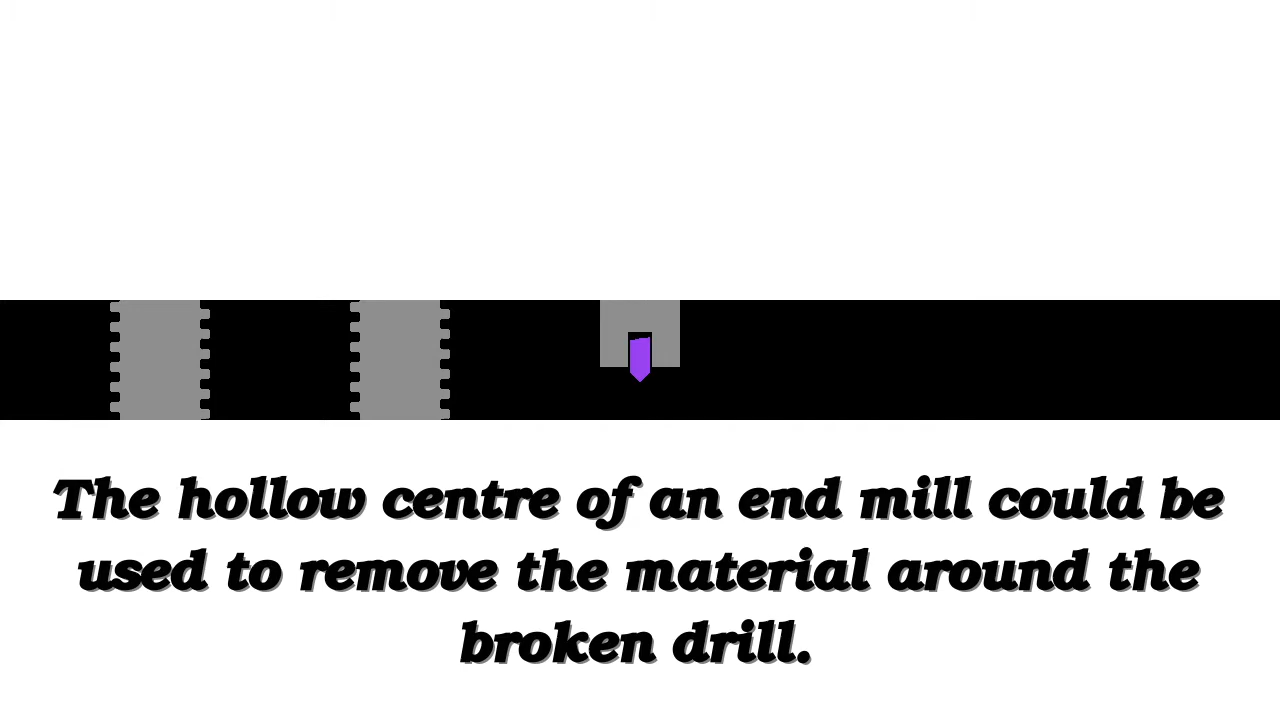 The hollow centre of an end mill could be
used to remove the material around the
broken drill.